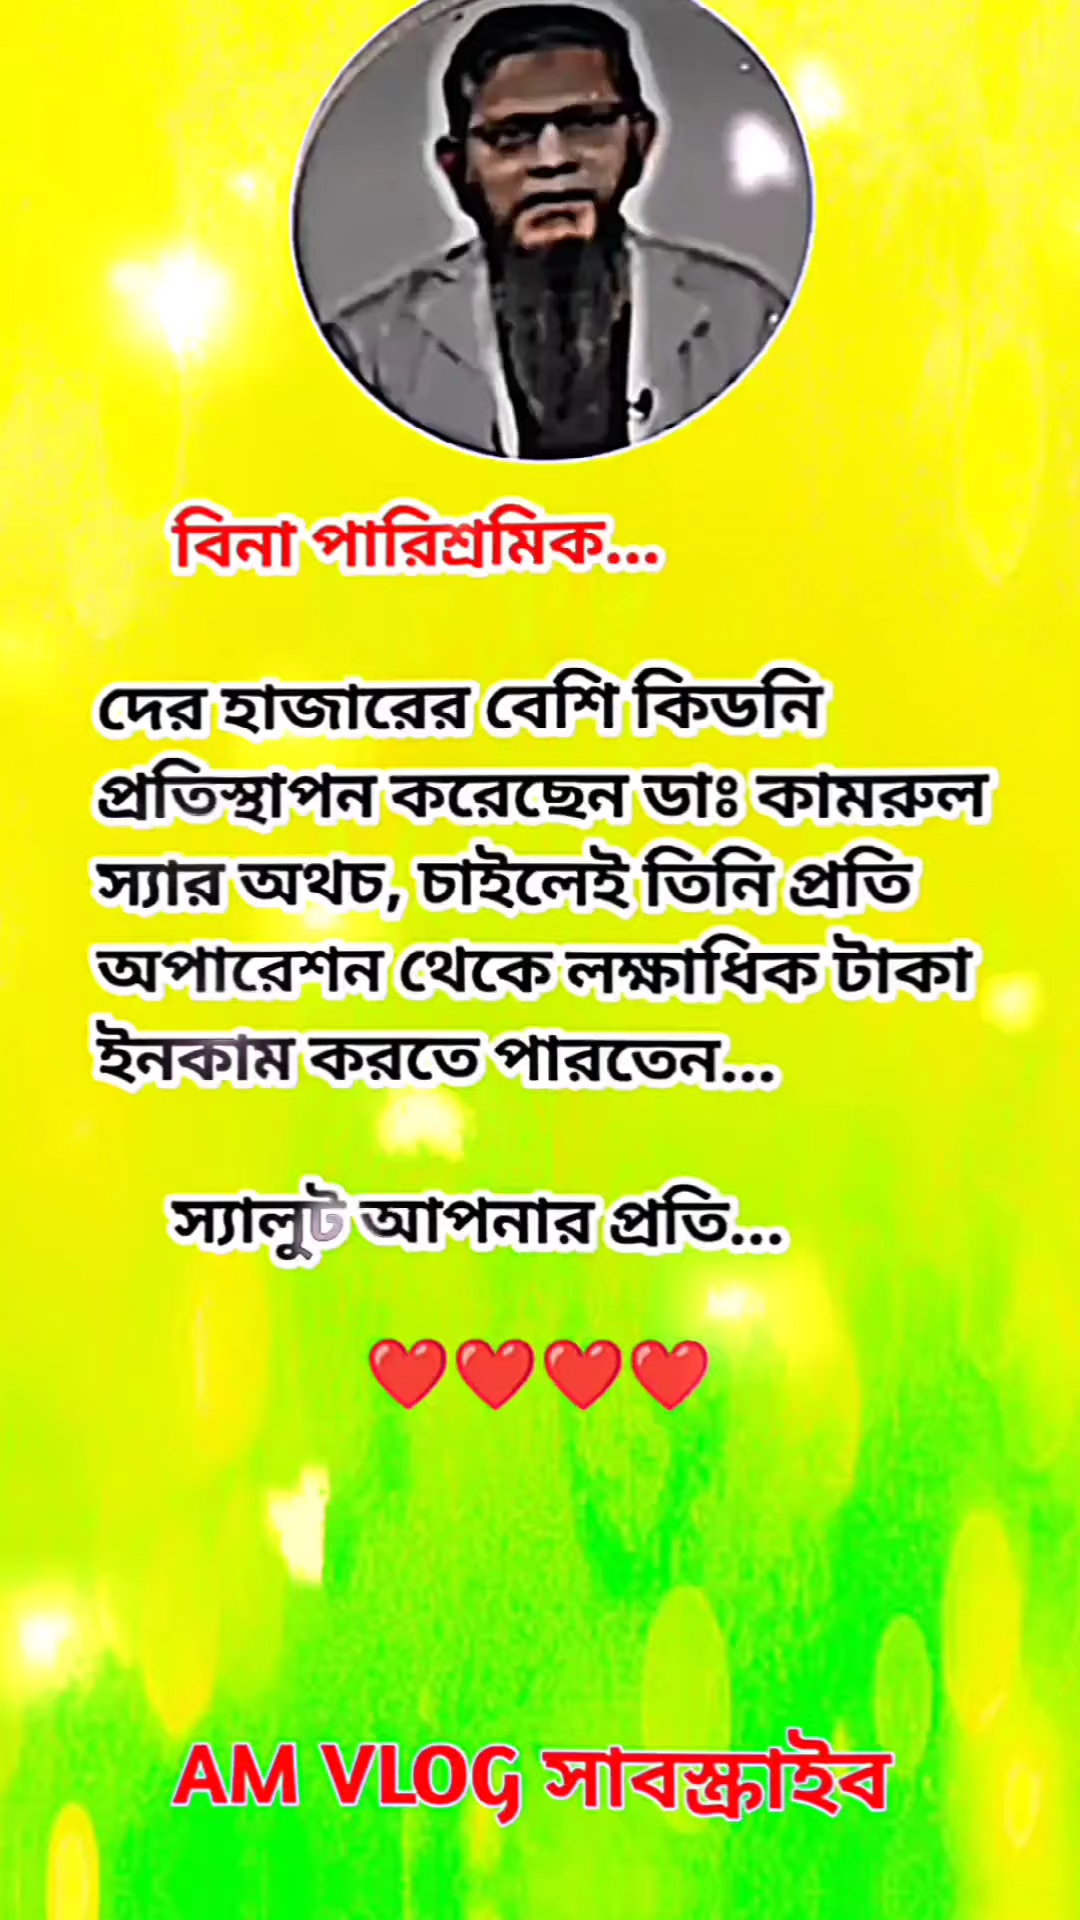 বিনা পারিশ্রমিক...
দের হাজারের বেশি কিডনি
প্রতিস্থাপন করেছেন ডাঃ কামরুল
স্যার অথচ, চাইলেই তিনি প্রতি
অপারেশন থেকে লক্ষাধিক টাকা
ইনকাম করতে পারতেন...
স্যালুট আপনার প্রতি...
AM VLOG সাবস্ক্রাইব